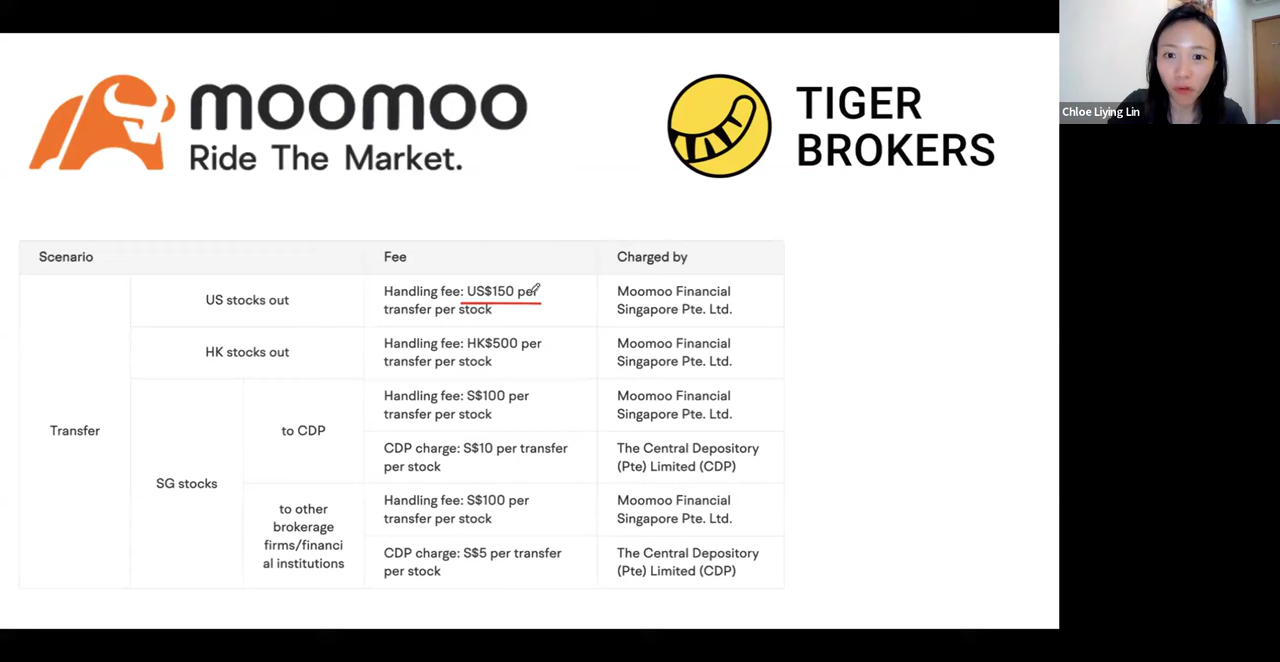 moomoo
Ride The Market.
TIGER
BROKERS
Chloe Liying Lin
Scenario
Fee
Charged by
Transfer
US stocks out
Handling fee: US$150 per
transfer per stock
Moomoo Financial
Singapore Pte. Ltd.
HK stocks out
Handling fee: HK$500 per
transfer per stock
Moomoo Financial
Singapore Pte. Ltd.
SG stocks
to CDP
Handling fee: S$100 per
transfer per stock
Moomoo Financial
Singapore Pte. Ltd.
CDP charge: S$10 per transfer
per stock
The Central Depository
(Pte) Limited (CDP)
to other
brokerage
firms/financi
al institutions
Handling fee: S$100 per
transfer per stock
Moomoo Financial
Singapore Pte. Ltd.
CDP charge: S$5 per transfer
per stock
The Central Depository
(Pte) Limited (CDP)